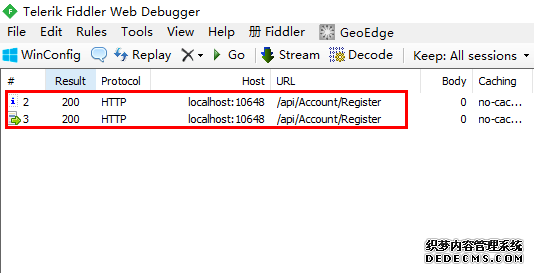 Telerik Fiddler Web Debugger
File Edit Rules Tools View Help 册 Fiddler GeoEdge
WinConfig Replay Go Stream Decode Keep: All sessions
# Result Protocol Host URL Body Caching
2 200 HTTP localhost:10648 /api/Account/Register 0 no-cac...
3 200 HTTP localhost:10648 /api/Account/Register 0 no-cac...
织梦内容管理系统
DEDECMS.COM